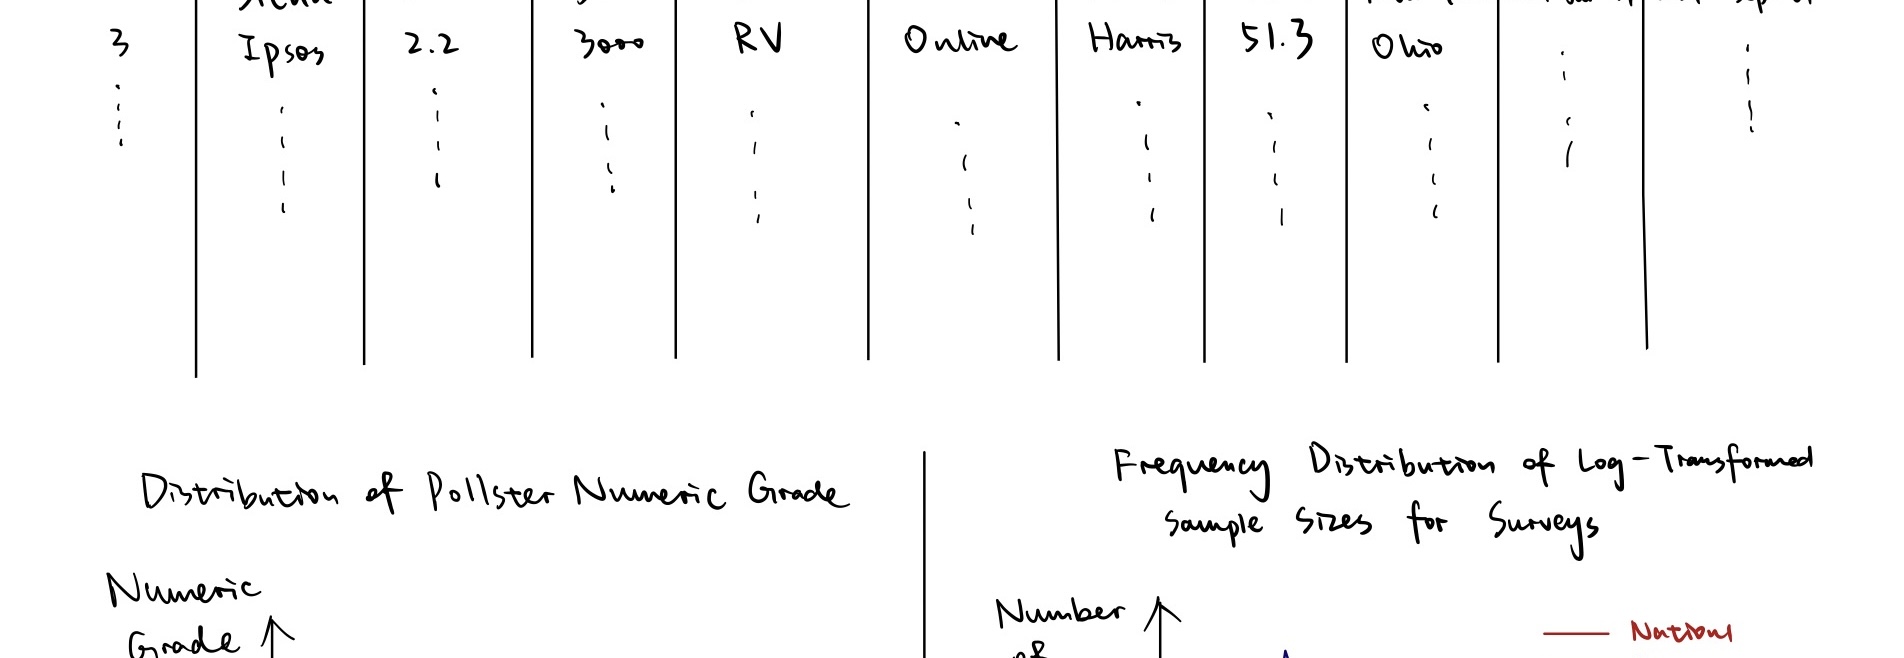 3 Ipsos 2.2 3000 RV Online Harris 51.3 Ohio
Distribution of Pollster Numeric Grade
Frequency Distribution of Log-Transformed
Sample Sizes for Surveys
Numeric
Grade
Number
of
Nations